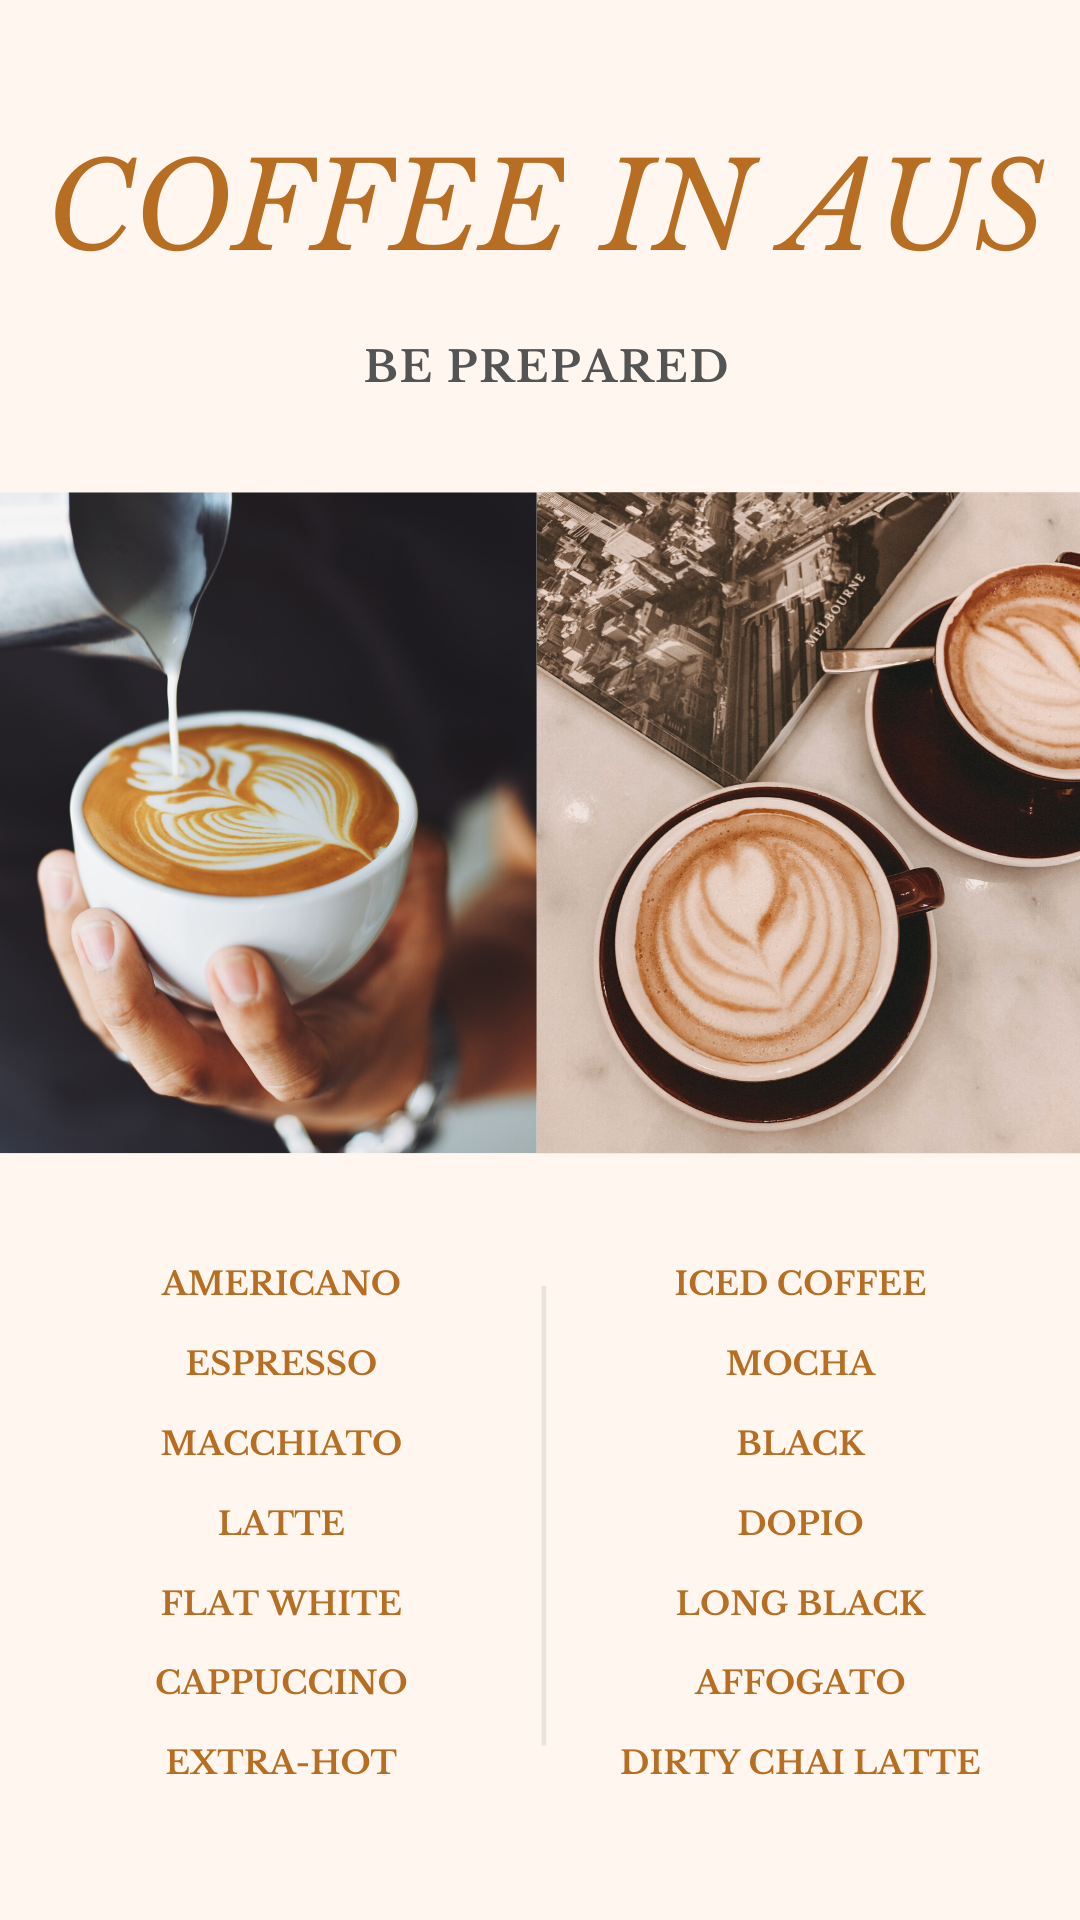 COFFEE IN AUS
BE PREPARED
MELBOURNE
AMERICANO
ESPRESSO
MACCHIATO
LATTE
FLAT WHITE
CAPPUCCINO
EXTRA-HOT
ICED COFFEE
MOCHA
BLACK
DOPIO
LONG BLACK
AFFOGATO
DIRTY CHAI LATTE